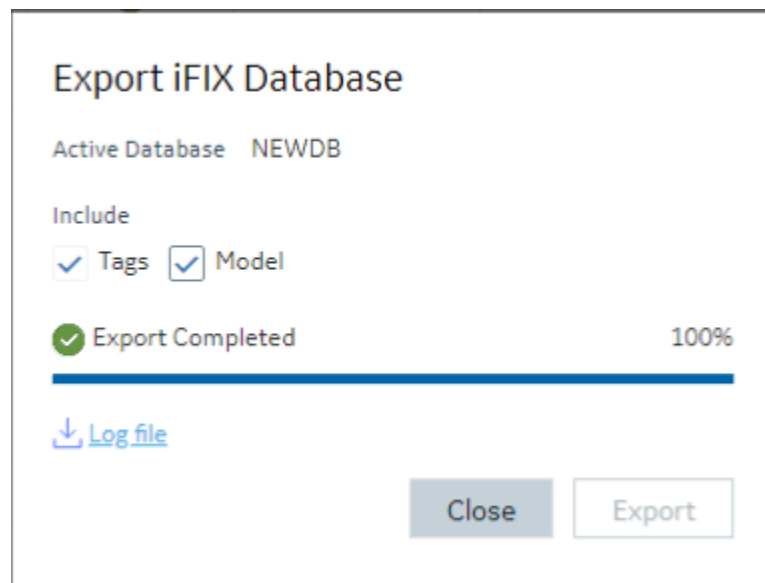 Export iFIX Database
Active Database NEWDB
Include
Tags Model
Export Completed 100%
Log file
Close Export